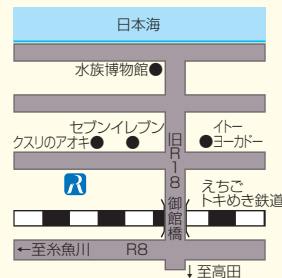 日本海
水族博物館●
セブンイレブン
イトー
●ヨーカドー
クスリのアオキ● ●
旧R18
R
えちご
トキめき鉄道
御館橋
←至糸魚川 R8
↓至高田